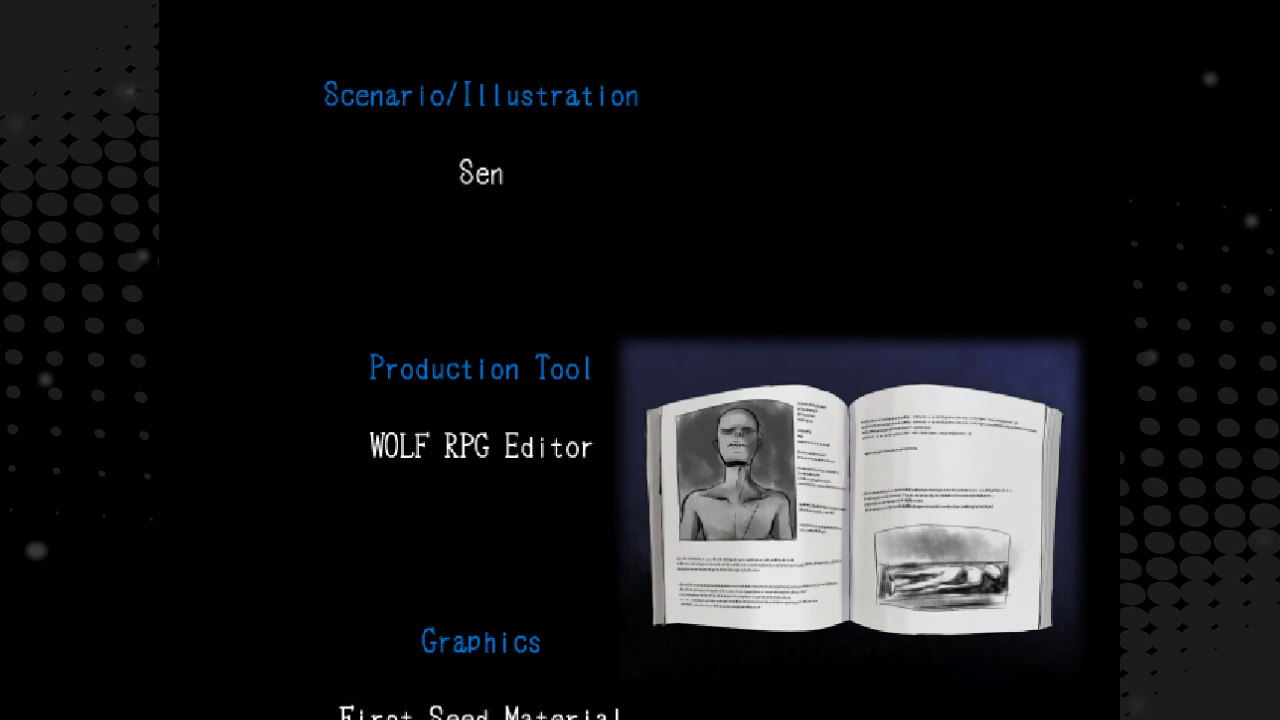 Scenario/Illustration
Sen
Production Tool
WOLF RPG Editor
Graphics
First Seed Material